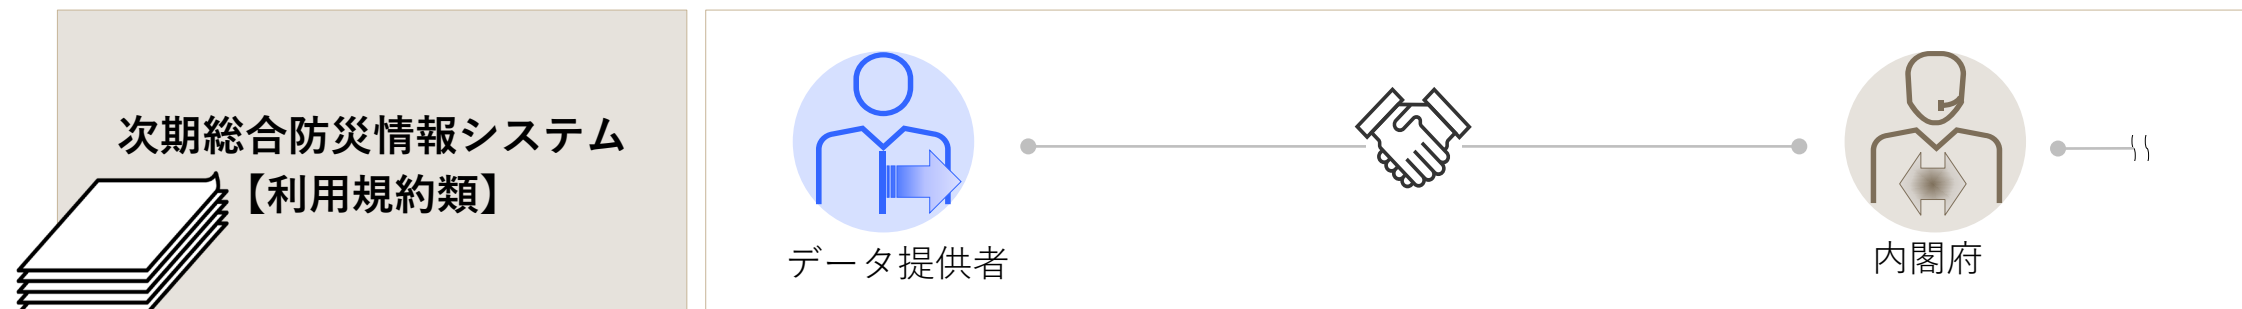 次期総合防災情報システム
【利用規約類】
データ提供者
内閣府